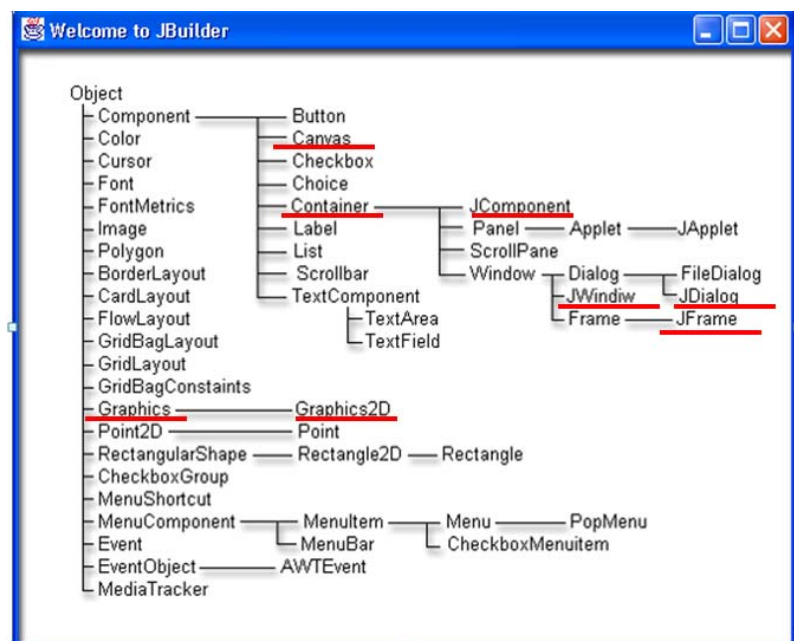 Welcome to JBuilder
Object
Component Button
Color Canvas
Cursor Checkbox
Font Choice
FontMetrics Container JComponent
Image Label Panel Applet JApplet
Polygon List ScrollPane
BorderLayout Scrollbar Window Dialog FileDialog
CardLayout TextComponent JWindiw JDialog
FlowLayout TextArea Frame JFrame
GridBagLayout TextField
GridLayout
GridBagConstaints
Graphics Graphics2D
Point2D Point
RectangularShape Rectangle2D Rectangle
CheckboxGroup
MenuShortcut
MenuComponent MenuItem Menu PopMenu
Event MenuBar CheckboxMenuitem
EventObject AWTEvent
MediaTracker